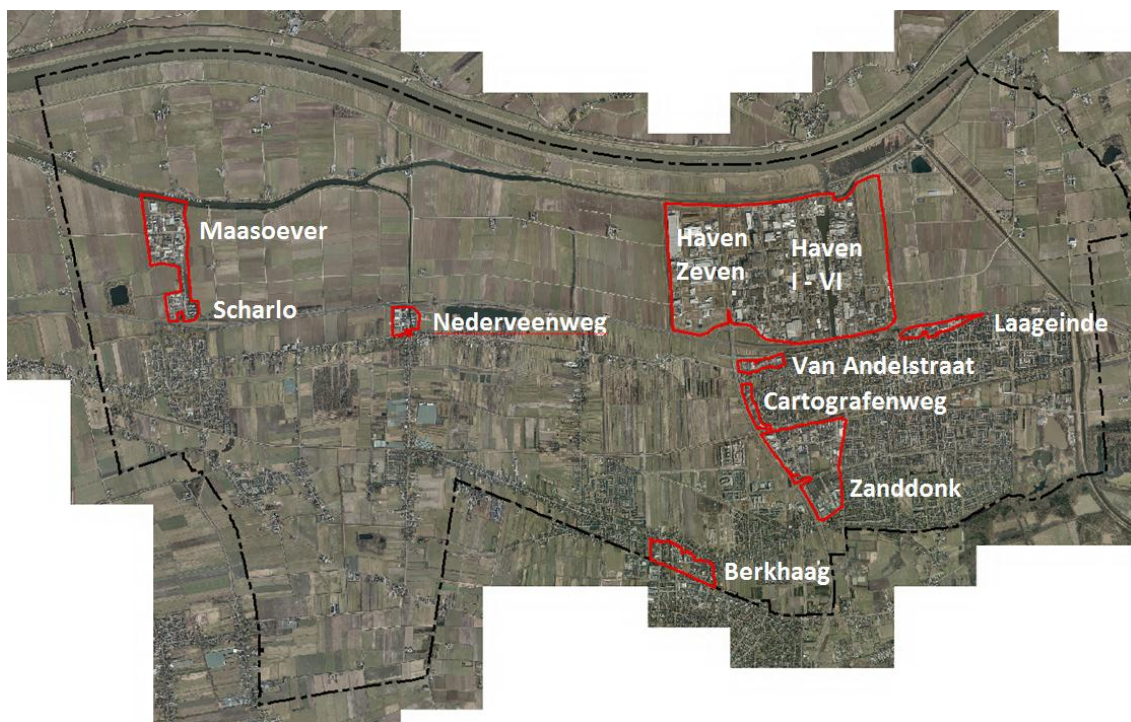 Maasoever
Haven
Zeven
Haven
I - VI
Scharlo
Nederveenweg
Laageinde
Van Andelstraat
Cartografenweg
Zanddonk
Berkhaag